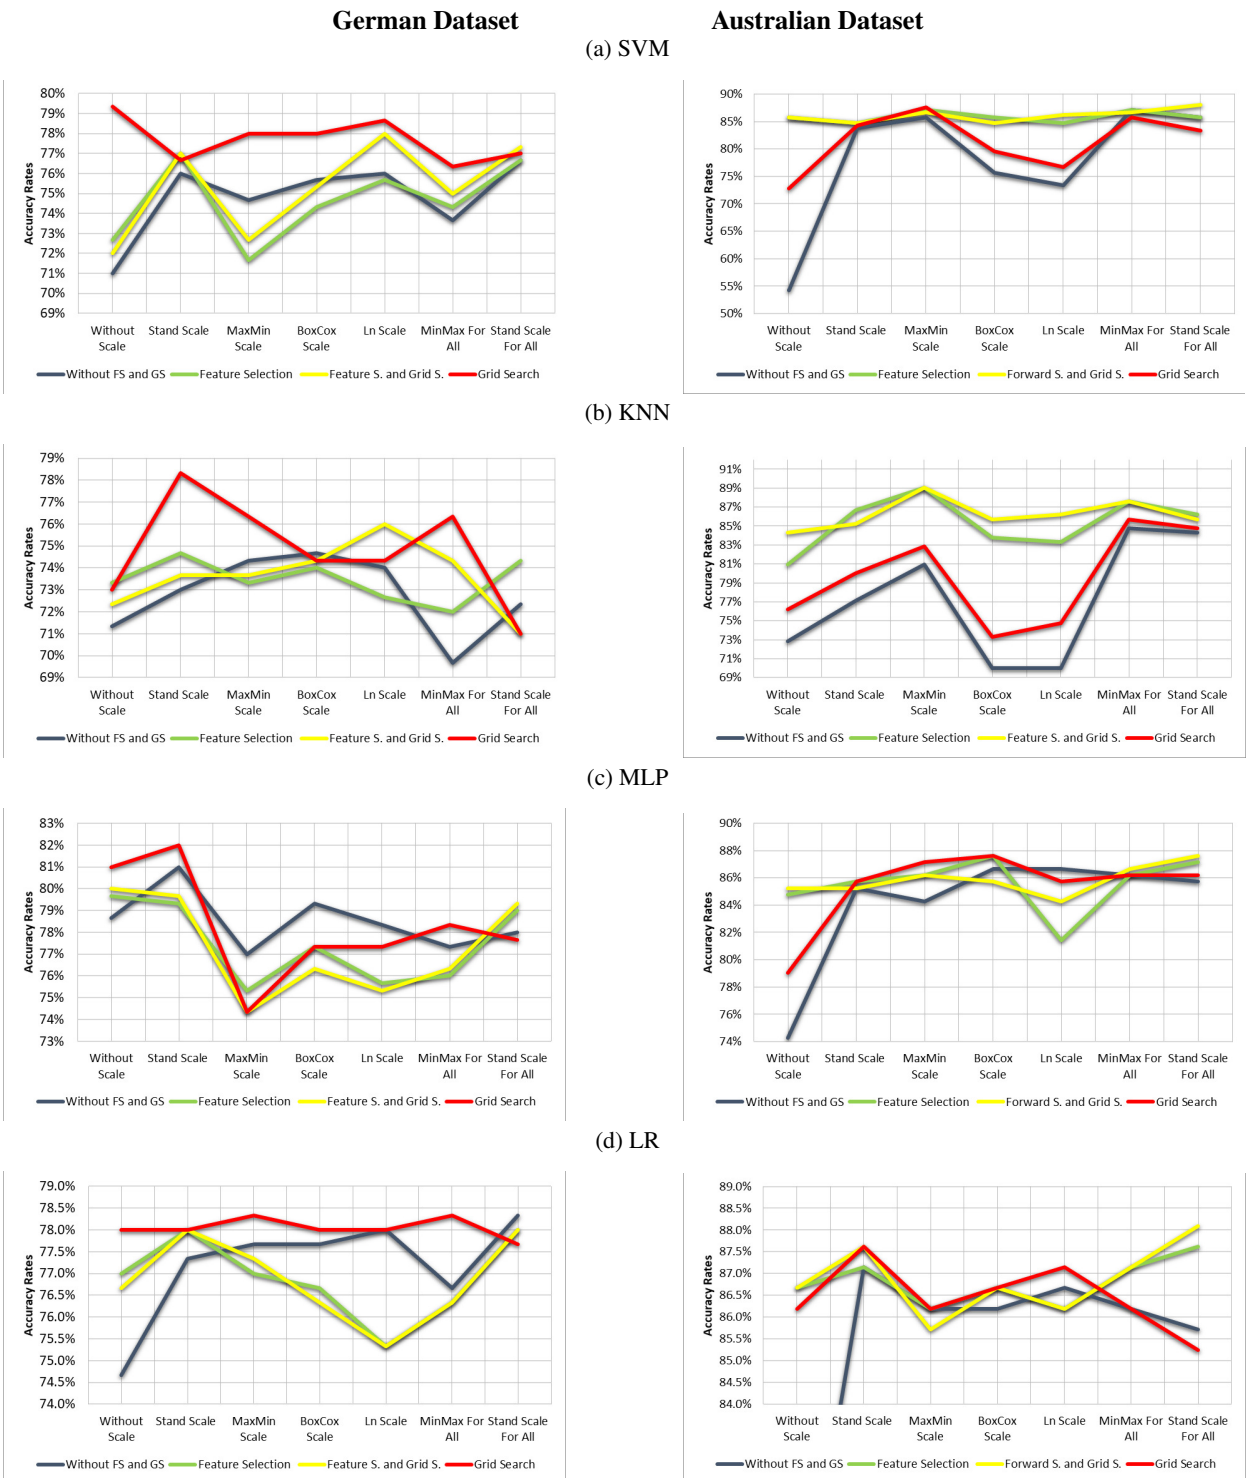 German Dataset Australian Dataset
(a) SVM
80%
79%
78%
77%
76%
75%
74%
73%
72%
71%
70%
69%
Accuracy Rates
Without Scale Stand Scale MaxMin Scale BoxCox Scale Ln Scale MinMax For All Stand Scale For All
Without FS and GS Feature Selection Feature S. and Grid S. Grid Search
90%
85%
80%
75%
70%
65%
60%
55%
50%
Accuracy Rates
Without Scale Stand Scale MaxMin Scale BoxCox Scale Ln Scale MinMax For All Stand Scale For All
Without FS and GS Feature Selection Forward S. and Grid S. Grid Search
(b) KNN
79%
78%
77%
76%
75%
74%
73%
72%
71%
70%
69%
Accuracy Rates
Without Scale Stand Scale MaxMin Scale BoxCox Scale Ln Scale MinMax For All Stand Scale For All
Without FS and GS Feature Selection Feature S. and Grid S. Grid Search
91%
89%
87%
85%
83%
81%
79%
77%
75%
73%
71%
69%
Accuracy Rates
Without Scale Stand Scale MaxMin Scale BoxCox Scale Ln Scale MinMax For All Stand Scale For All
Without FS and GS Feature Selection Feature S. and Grid S. Grid Search
(c) MLP
83%
82%
81%
80%
79%
78%
77%
76%
75%
74%
73%
Accuracy Rates
Without Scale Stand Scale MaxMin Scale BoxCox Scale Ln Scale MinMax For All Stand Scale For All
Without FS and GS Feature Selection Feature S. and Grid S. Grid Search
90%
88%
86%
84%
82%
80%
78%
76%
74%
Accuracy Rates
Without Scale Stand Scale MaxMin Scale BoxCox Scale Ln Scale MinMax For All Stand Scale For All
Without FS and GS Feature Selection Forward S. and Grid S. Grid Search
(d) LR
79.0%
78.5%
78.0%
77.5%
77.0%
76.5%
76.0%
75.5%
75.0%
74.5%
74.0%
Accuracy Rates
Without Scale Stand Scale MaxMin Scale BoxCox Scale Ln Scale MinMax For All Stand Scale For All
Without FS and GS Feature Selection Feature S. and Grid S. Grid Search
89.0%
88.5%
88.0%
87.5%
87.0%
86.5%
86.0%
85.5%
85.0%
84.5%
84.0%
Accuracy Rates
Without Scale Stand Scale MaxMin Scale BoxCox Scale Ln Scale MinMax For All Stand Scale For All
Without FS and GS Feature Selection Forward S. and Grid S. Grid Search